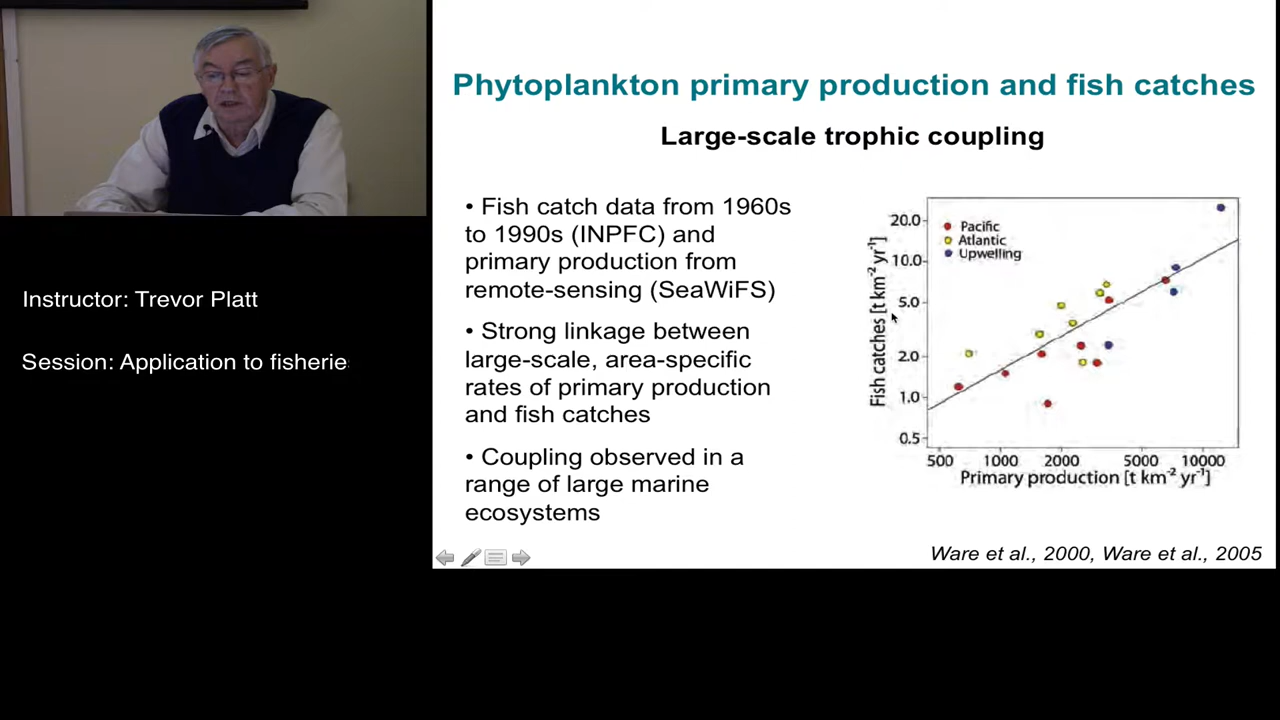 Phytoplankton primary production and fish catches
Large-scale trophic coupling
• Fish catch data from 1960s
to 1990s (INPFC) and
primary production from
remote-sensing (SeaWiFS)
• Strong linkage between
large-scale, area-specific
rates of primary production
and fish catches
• Coupling observed in a
range of large marine
ecosystems
Pacific
Atlantic
Upwelling
Fish catches [t km⁻² yr⁻¹]
20.0
10.0
5.0
2.0
1.0
0.5
500 1000 2000 5000 10000
Primary production [t km⁻² yr⁻¹]
Ware et al., 2000, Ware et al., 2005
Instructor: Trevor Platt
Session: Application to fisherie